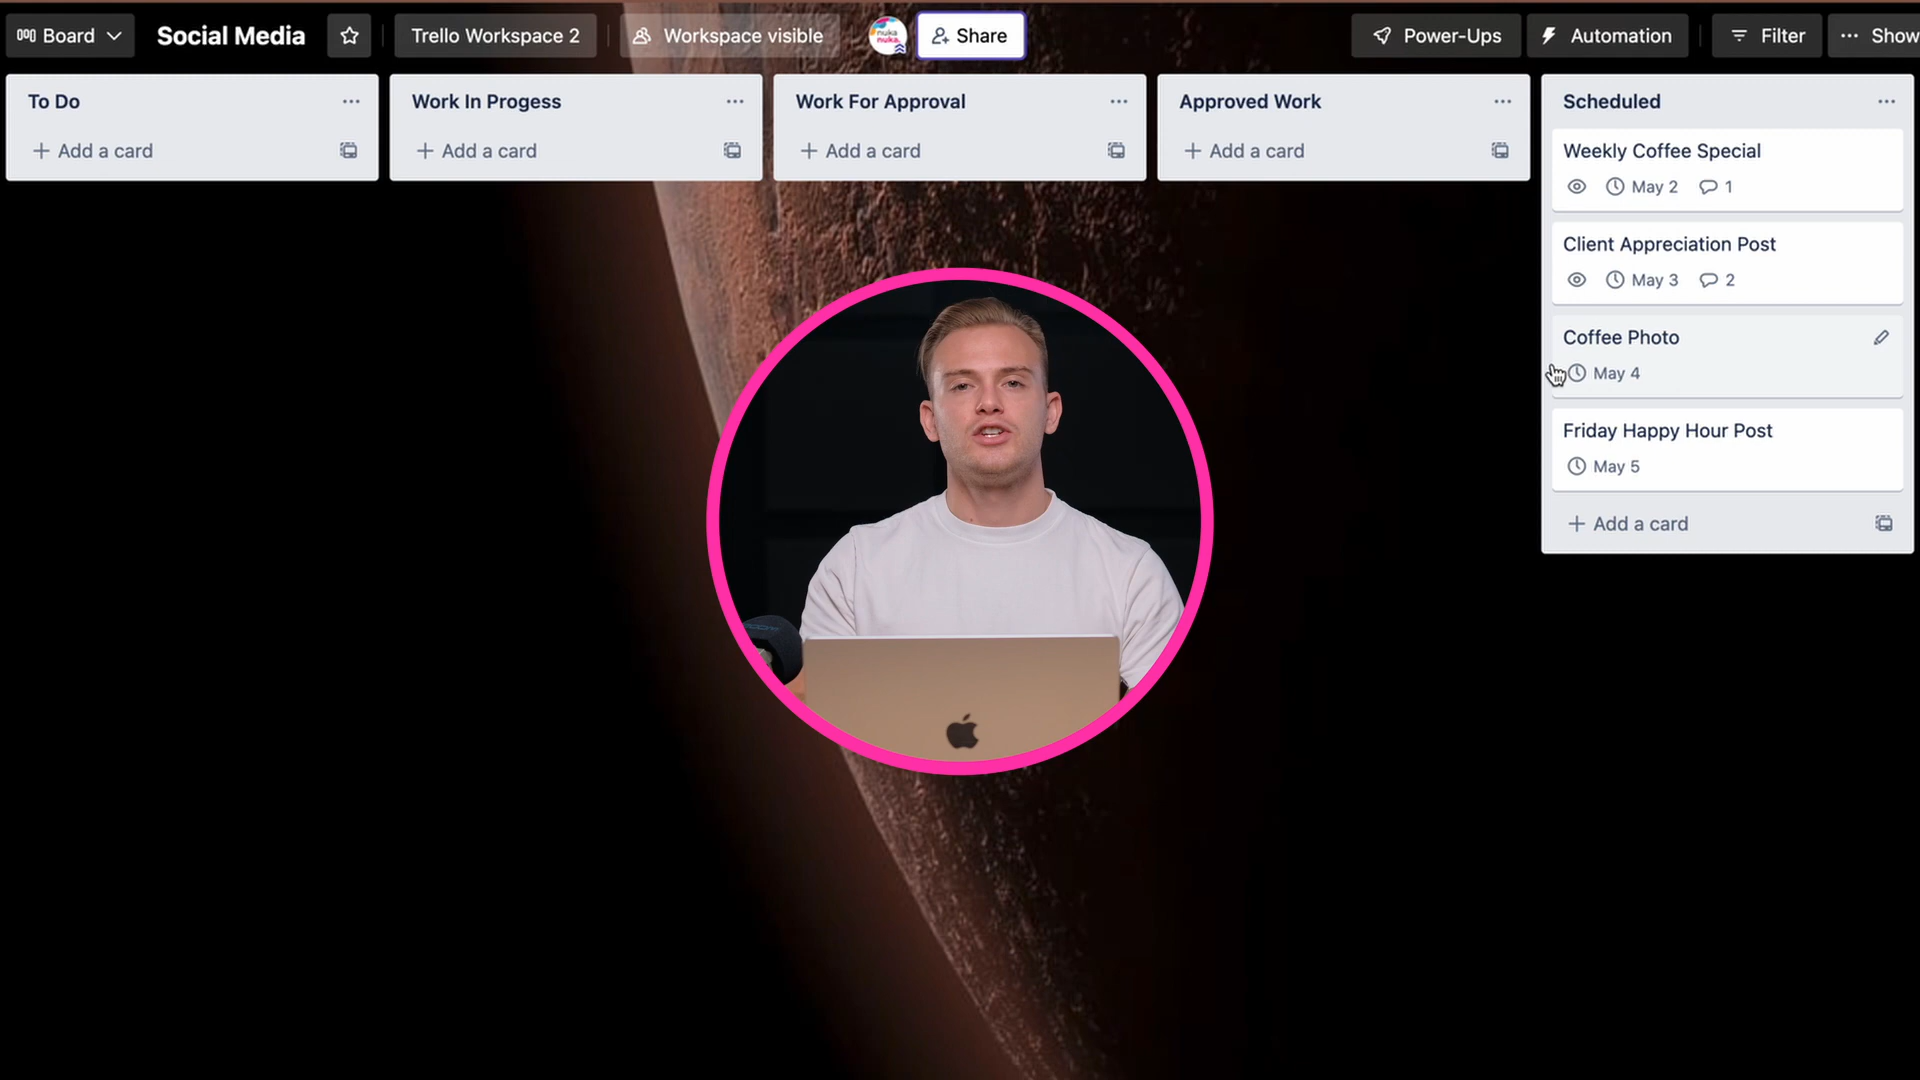 Board
Social Media
Trello Workspace 2
Workspace visible
nuka
nuka.
Share
Power-Ups
Automation
Filter
Show
To Do
Add a card
Work In Progess
Add a card
Work For Approval
Add a card
Approved Work
Add a card
Scheduled
Weekly Coffee Special
May 2
1
Client Appreciation Post
May 3
2
Coffee Photo
May 4
Friday Happy Hour Post
May 5
Add a card